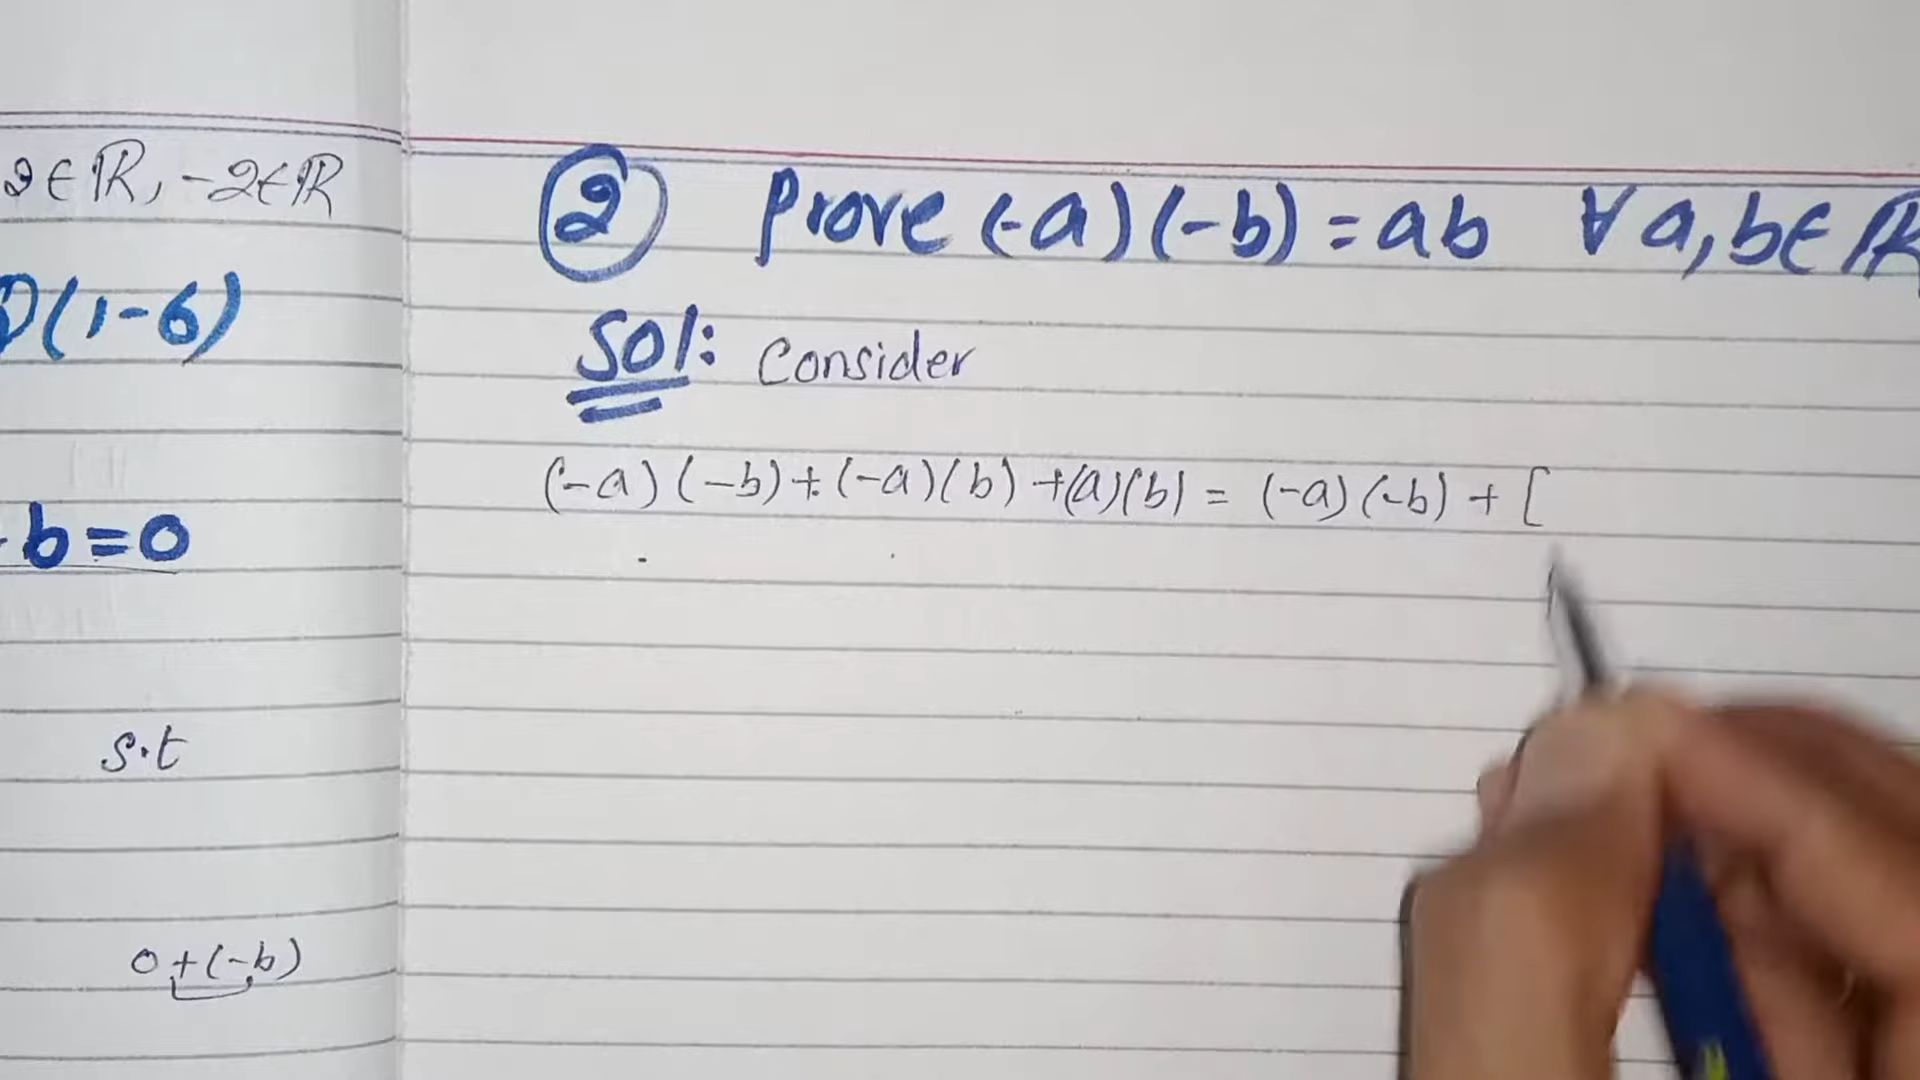 2∈ℝ, -2∈ℝ
(1-6)
b=0
s.t
0+(-b)
② Prove (-a)(-b)=ab ∀ a,b∈ℝ
Sol: Consider
(-a)(-b)+(-a)(b)+(a)(b) = (-a)(-b) + [